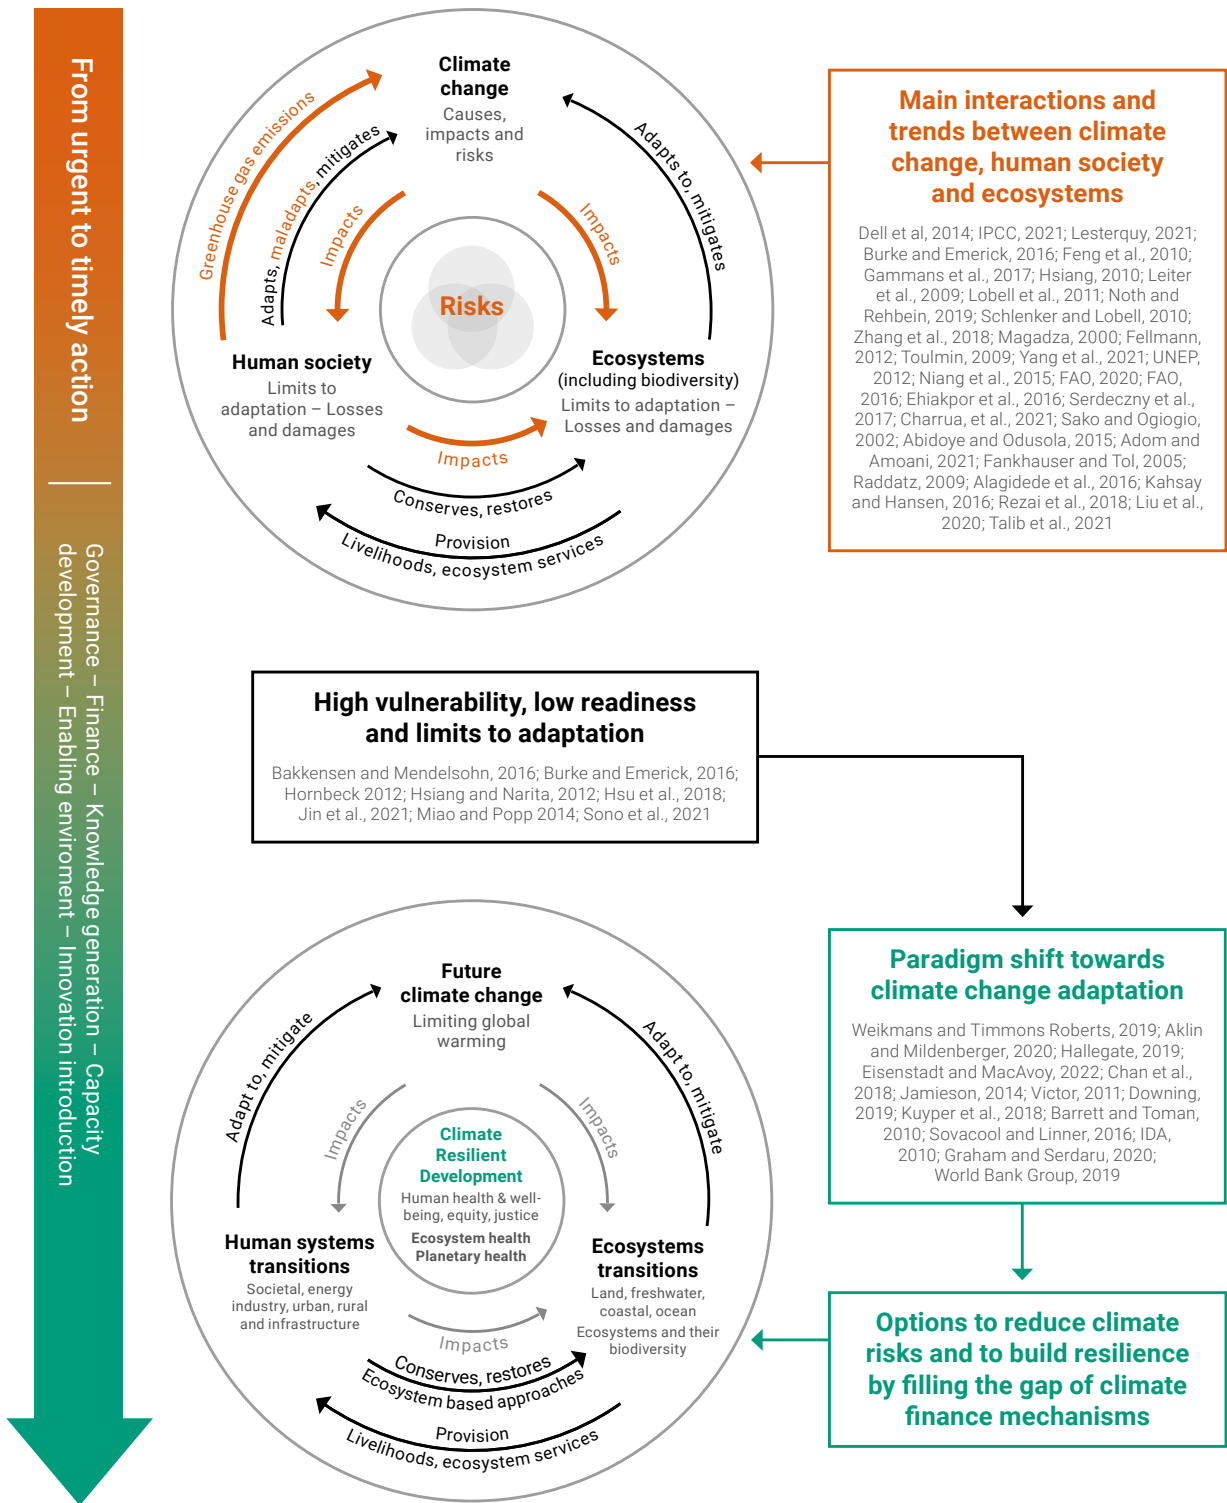 From urgent to timely action
Governance – Finance – Knowledge generation – Capacity
development – Enabling enviroment – Innovation introduction
Climate
change
Causes,
impacts and
risks
Greenhouse gas emissions
Adapts, maladapts, mitigates
Impacts
Impacts
Adapts to, mitigates
Risks
Human society
Limits to
adaptation – Losses
and damages
Ecosystems
(including biodiversity)
Limits to adaptation –
Losses and damages
Impacts
Conserves, restores
Provision
Livelihoods, ecosystem services
Main interactions and
trends between climate
change, human society
and ecosystems
Dell et al, 2014; IPCC, 2021; Lesterquy, 2021;
Burke and Emerick, 2016; Feng et al., 2010;
Gammans et al., 2017; Hsiang, 2010; Leiter
et al., 2009; Lobell et al., 2011; Noth and
Rehbein, 2019; Schlenker and Lobell, 2010;
Zhang et al., 2018; Magadza, 2000; Fellmann,
2012; Toulmin, 2009; Yang et al., 2021; UNEP,
2012; Niang et al., 2015; FAO, 2020; FAO,
2016; Ehiakpor et al., 2016; Serdeczny et al.,
2017; Charrua, et al., 2021; Sako and Ogiogio,
2002; Abidoye and Odusola, 2015; Adom and
Amoani, 2021; Fankhauser and Tol, 2005;
Raddatz, 2009; Alagidede et al., 2016; Kahsay
and Hansen, 2016; Rezai et al., 2018; Liu et al.,
2020; Talib et al., 2021
High vulnerability, low readiness
and limits to adaptation
Bakkensen and Mendelsohn, 2016; Burke and Emerick, 2016;
Hornbeck 2012; Hsiang and Narita, 2012; Hsu et al., 2018;
Jin et al., 2021; Miao and Popp 2014; Sono et al., 2021
Future
climate change
Limiting global
warming
Adapt to, mitigate
Impacts
Impacts
Adapt to, mitigate
Climate
Resilient
Development
Human health & well-
being, equity, justice
Ecosystem health
Planetary health
Human systems
transitions
Societal, energy
industry, urban, rural
and infrastructure
Ecosystems
transitions
Land, freshwater,
coastal, ocean
Ecosystems and their
biodiversity
Impacts
Conserves, restores
Ecosystem based approaches
Provision
Livelihoods, ecosystem services
Paradigm shift towards
climate change adaptation
Weikmans and Timmons Roberts, 2019; Aklin
and Mildenberger, 2020; Hallegate, 2019;
Eisenstadt and MacAvoy, 2022; Chan et al.,
2018; Jamieson, 2014; Victor, 2011; Downing,
2019; Kuyper et al., 2018; Barrett and Toman,
2010; Sovacool and Linner, 2016; IDA,
2010; Graham and Serdaru, 2020;
World Bank Group, 2019
Options to reduce climate
risks and to build resilience
by filling the gap of climate
finance mechanisms